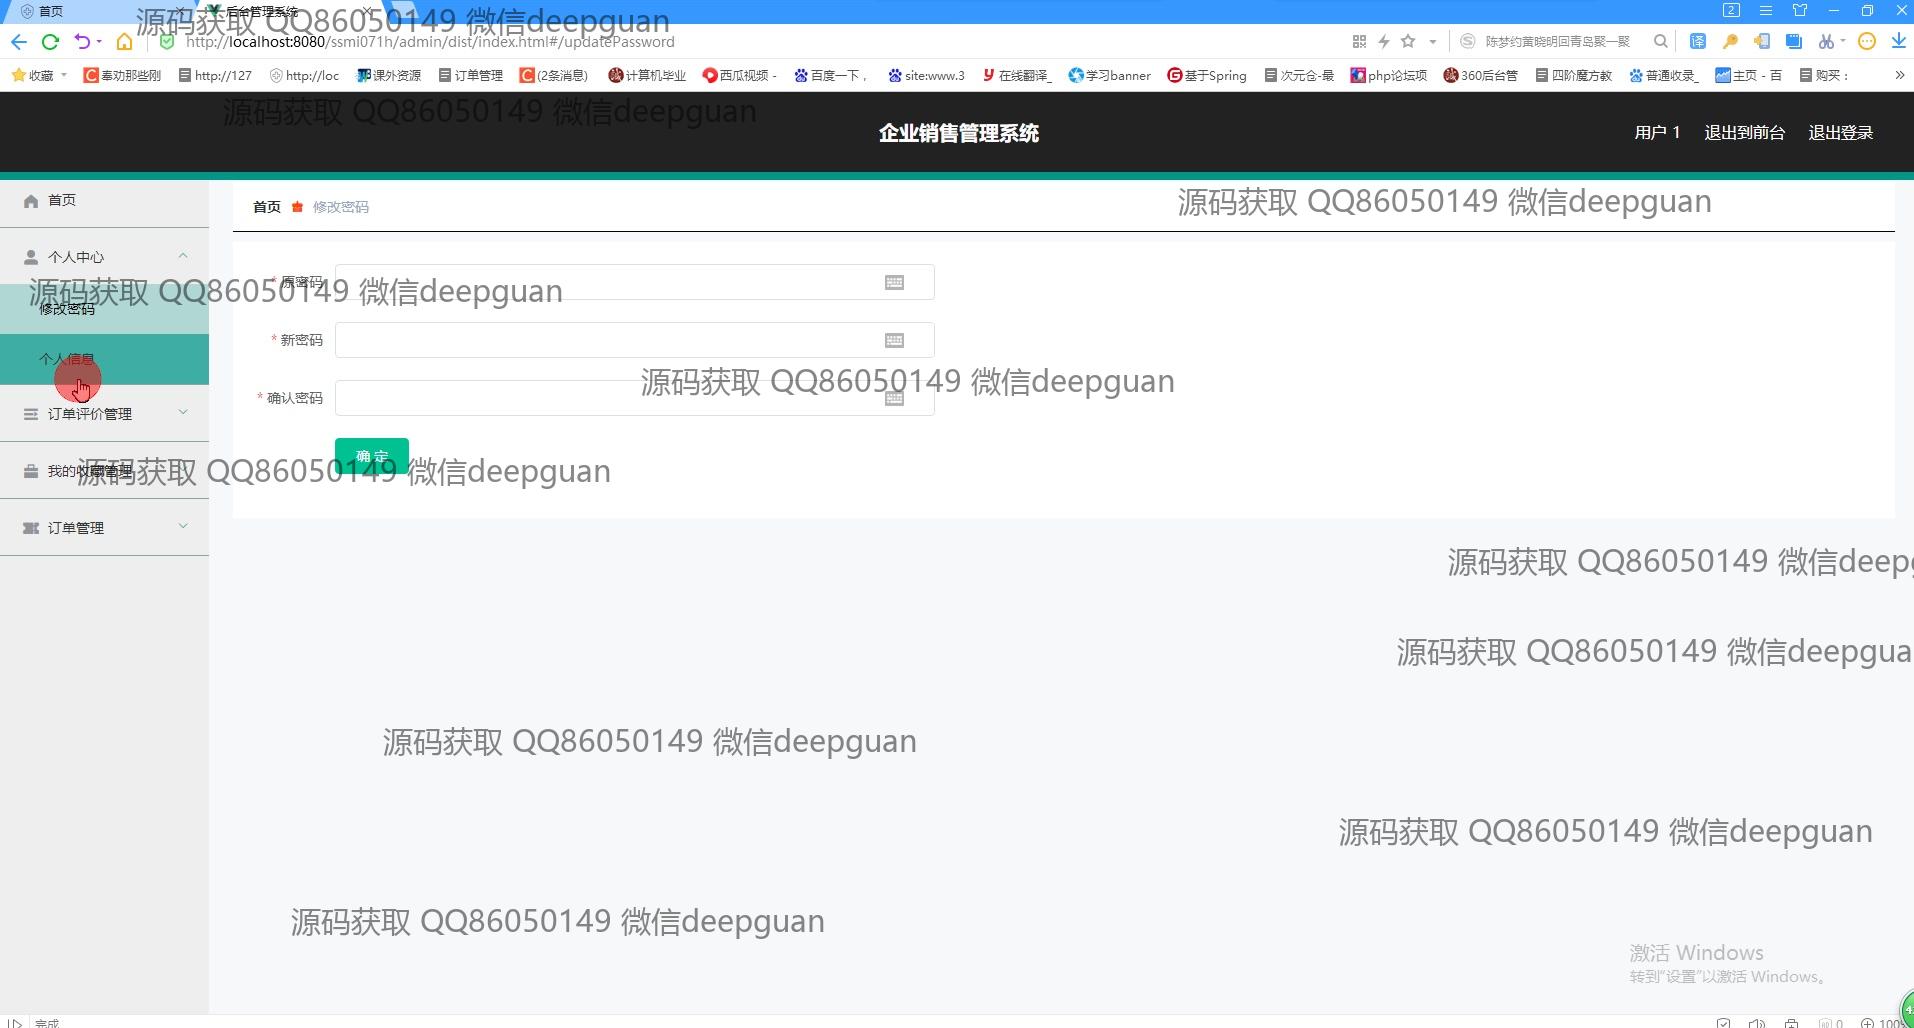 首页
后台管理系统
源码获取 QQ86050149 微信deepguan
http://localhost:8080/ssmi071h/admin/dist/index.html#/updatePassword
陈梦约黄晓明回青岛聚一聚
收藏 奉劝那些刚 http://127 http://loc 课外资源 订单管理 (2条消息) 计算机毕业 西瓜视频 - 百度一下， site:www.3 在线翻译_ 学习banner 基于Spring 次元仓-最 php论坛项 360后台管 四阶魔方教 普通收录_ 主页 - 百 购买： »
源码获取 QQ86050149 微信deepguan
企业销售管理系统
用户 1 退出到前台 退出登录
首页
首页 修改密码
源码获取 QQ86050149 微信deepguan
个人中心
* 原密码
源码获取 QQ86050149 微信deepguan
修改密码
* 新密码
个人信息
源码获取 QQ86050149 微信deepguan
* 确认密码
订单评价管理
确 定
我的收藏管理
源码获取 QQ86050149 微信deepguan
订单管理
源码获取 QQ86050149 微信deepg
源码获取 QQ86050149 微信deepgua
源码获取 QQ86050149 微信deepguan
源码获取 QQ86050149 微信deepguan
源码获取 QQ86050149 微信deepguan
激活 Windows
转到“设置”以激活 Windows。
完成
0
100%